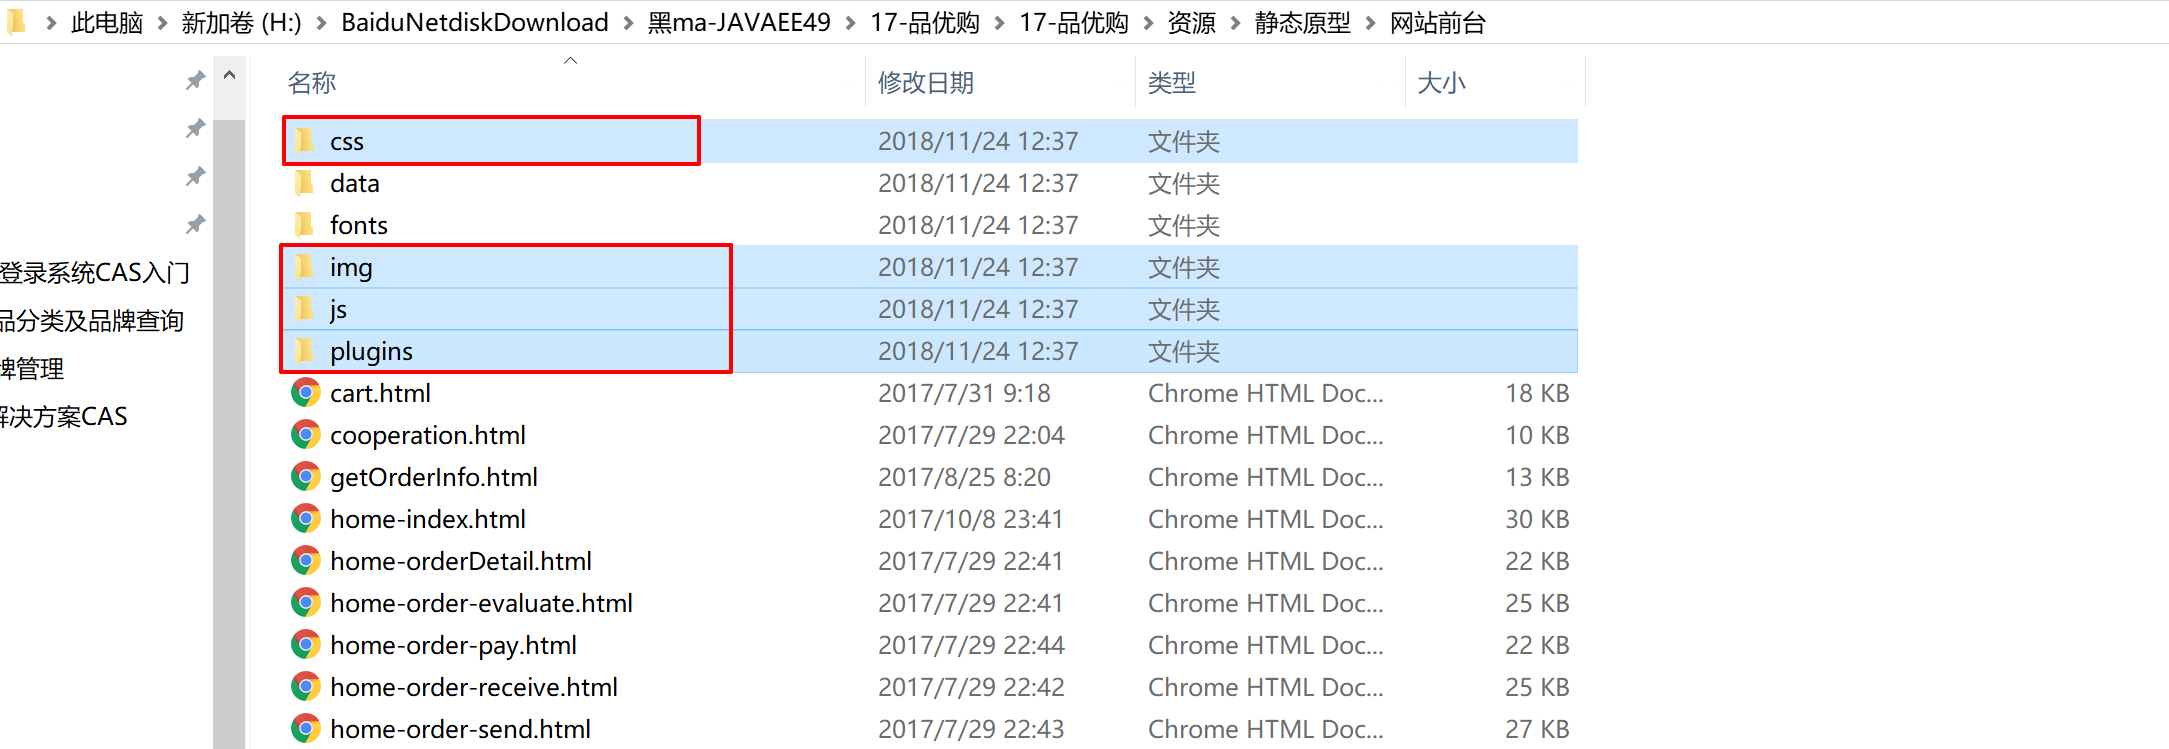 此电脑 > 新加卷 (H:) > BaiduNetdiskDownload > 黑ma-JAVAEE49 > 17-品优购 > 17-品优购 > 资源 > 静态原型 > 网站前台
名称 修改日期 类型 大小
css 2018/11/24 12:37 文件夹
data 2018/11/24 12:37 文件夹
fonts 2018/11/24 12:37 文件夹
img 2018/11/24 12:37 文件夹
js 2018/11/24 12:37 文件夹
plugins 2018/11/24 12:37 文件夹
cart.html 2017/7/31 9:18 Chrome HTML Doc... 18 KB
cooperation.html 2017/7/29 22:04 Chrome HTML Doc... 10 KB
getOrderInfo.html 2017/8/25 8:20 Chrome HTML Doc... 13 KB
home-index.html 2017/10/8 23:41 Chrome HTML Doc... 30 KB
home-orderDetail.html 2017/7/29 22:41 Chrome HTML Doc... 22 KB
home-order-evaluate.html 2017/7/29 22:41 Chrome HTML Doc... 25 KB
home-order-pay.html 2017/7/29 22:44 Chrome HTML Doc... 22 KB
home-order-receive.html 2017/7/29 22:42 Chrome HTML Doc... 25 KB
home-order-send.html 2017/7/29 22:43 Chrome HTML Doc... 27 KB
登录系统CAS入门
品分类及品牌查询
牌管理
解决方案CAS